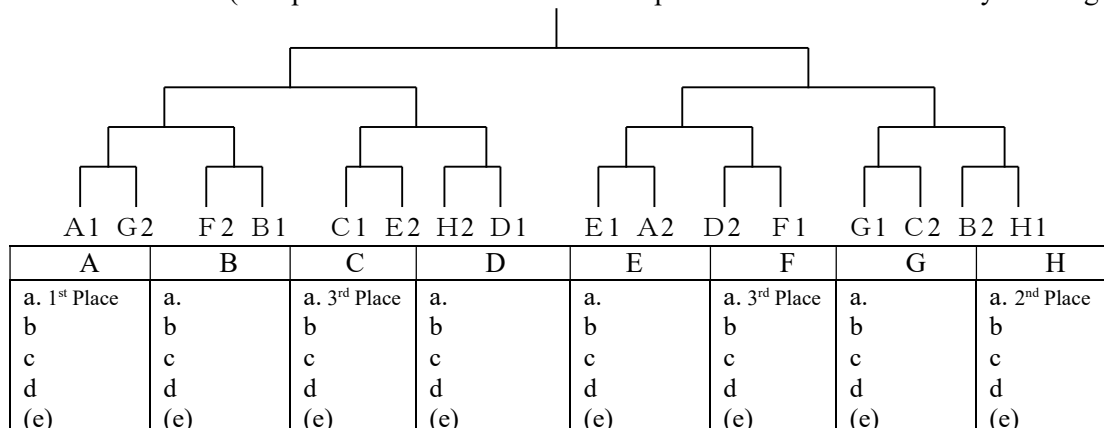 A1 G2 F2 B1 C1 E2 H2 D1 E1 A2 D2 F1 G1 C2 B2 H1
A B C D E F G H
a. 1st Place a. a. 3rd Place a. a. a. 3rd Place a. a. 2nd Place
b b b b b b b b
c c c c c c c c
d d d d d d d d
(e) (e) (e) (e) (e) (e) (e) (e)